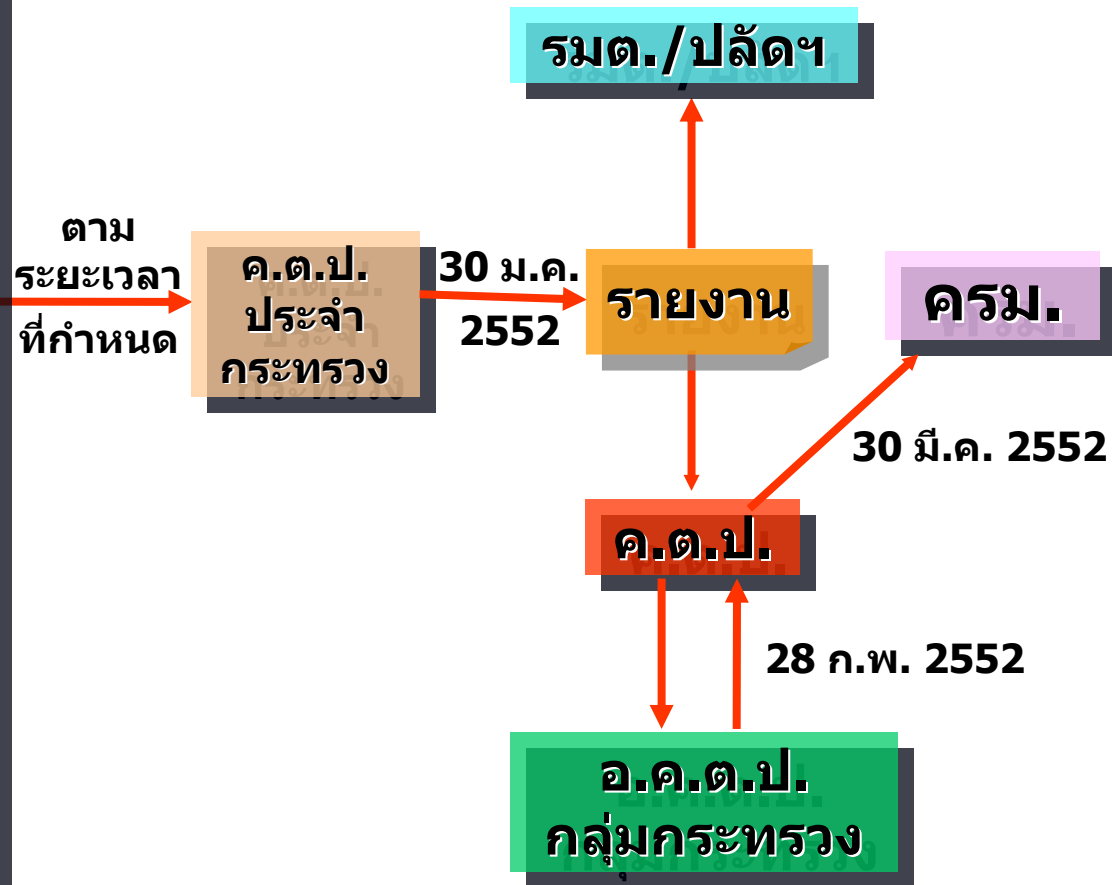 รมต./ปลัดฯ
ตาม
ระยะเวลา
ที่กำหนด
ค.ต.ป.
ประจำ
กระทรวง
30 ม.ค.
2552
รายงาน
ครม.
30 มี.ค. 2552
ค.ต.ป.
28 ก.พ. 2552
อ.ค.ต.ป.
กลุ่มกระทรวง